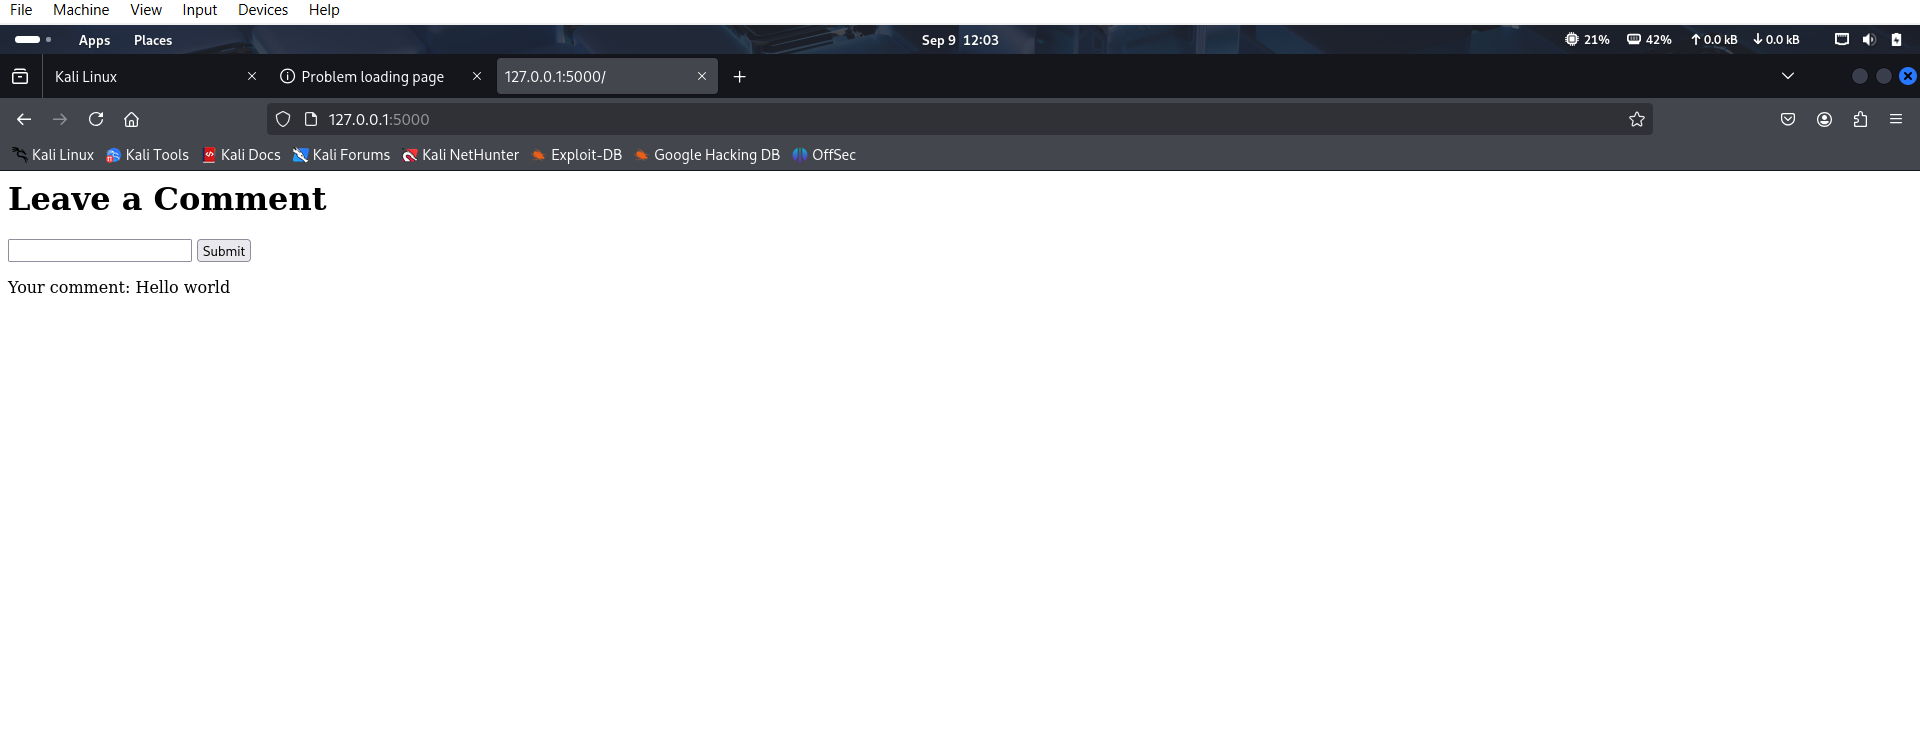 File Machine View Input Devices Help
Apps Places Sep 9 12:03 21% 42% 0.0 kB 0.0 kB
Kali Linux Problem loading page 127.0.0.1:5000/
127.0.0.1:5000
Kali Linux Kali Tools Kali Docs Kali Forums Kali NetHunter Exploit-DB Google Hacking DB OffSec
Leave a Comment
Submit
Your comment: Hello world